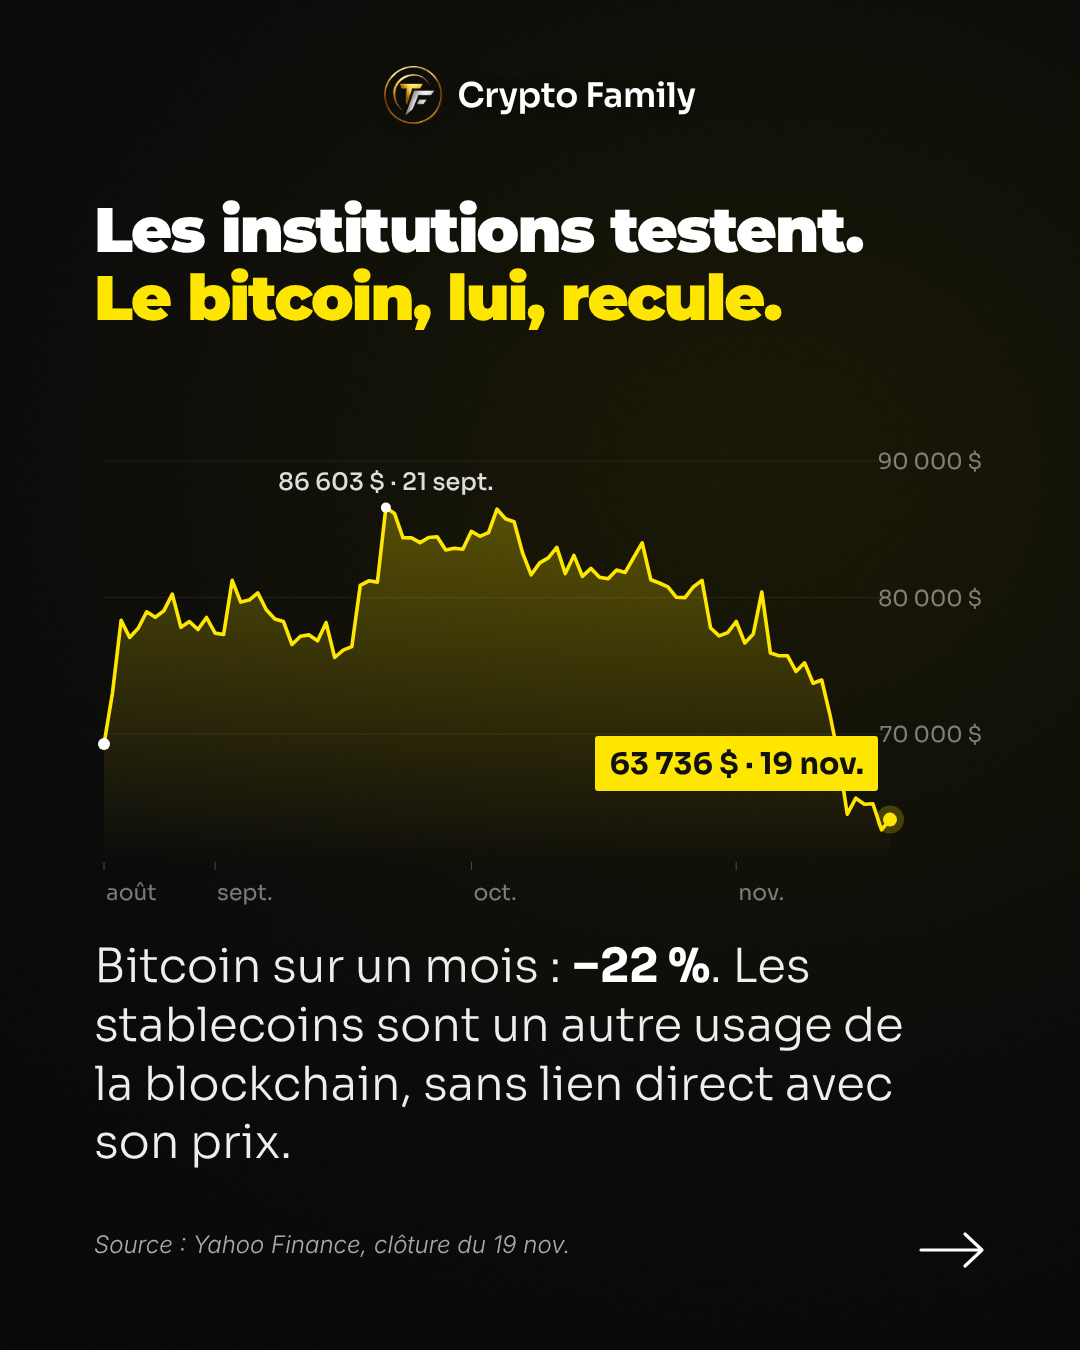 TF
Crypto Family
Les institutions testent.
Le bitcoin, lui, recule.
90 000 $
86 603 $ · 21 sept.
80 000 $
70 000 $
63 736 $ · 19 nov.
août
sept.
oct.
nov.
Bitcoin sur un mois : −22 %. Les
stablecoins sont un autre usage de
la blockchain, sans lien direct avec
son prix.
Source : Yahoo Finance, clôture du 19 nov.